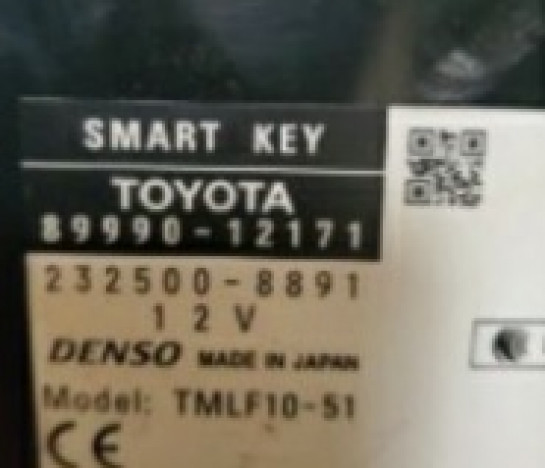 SMART KEY
TOYOTA
89990-12171
232500-8891
12V
DENSO MADE IN JAPAN
Model: TMLF10-51
CE